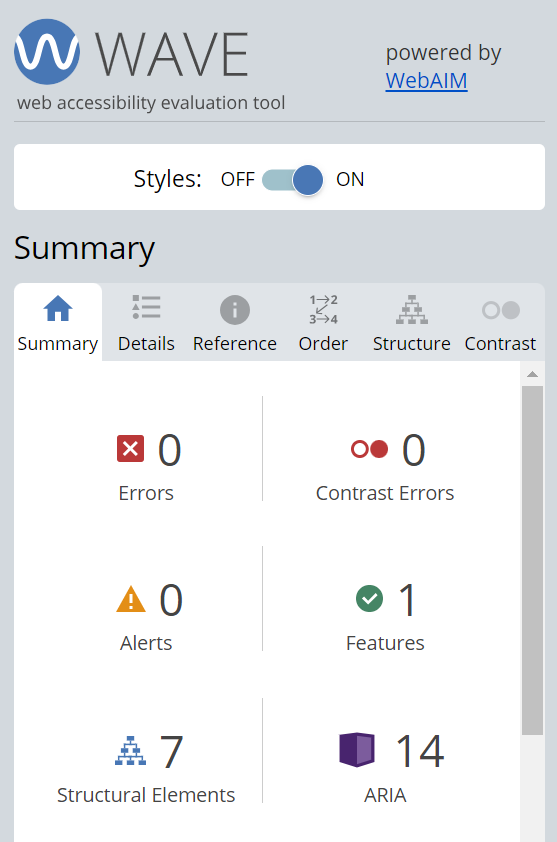 WAVE
powered by
WebAIM
web accessibility evaluation tool
Styles: OFF ON
Summary
1 2
3 4
Summary Details Reference Order Structure Contrast
0 0
Errors Contrast Errors
0 1
Alerts Features
7 14
Structural Elements ARIA